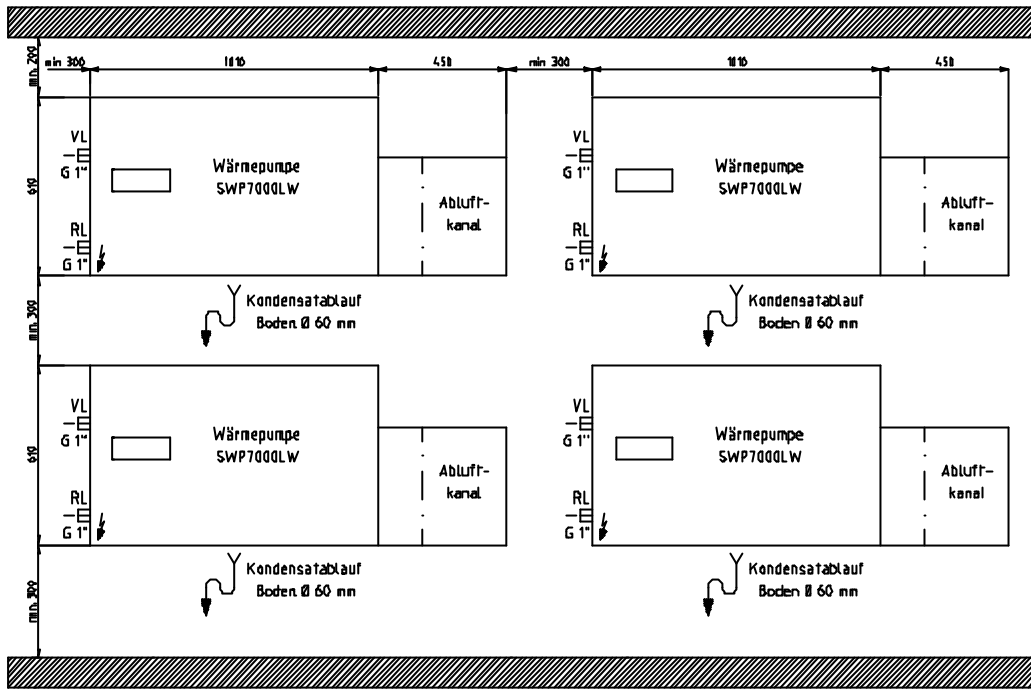 min. 200
min 300
1010
450
min 300
1010
450
610
VL
G 1"
RL
G 1"
Wärmepumpe
SWP7000LW
Abluft-
kanal
VL
G 1"
RL
G 1"
Wärmepumpe
SWP7000LW
Abluft-
kanal
min. 300
Kondensatablauf
Boden Ø 60 mm
Kondensatablauf
Boden Ø 60 mm
610
VL
G 1"
RL
G 1"
Wärmepumpe
SWP7000LW
Abluft-
kanal
VL
G 1"
RL
G 1"
Wärmepumpe
SWP7000LW
Abluft-
kanal
min. 300
Kondensatablauf
Boden Ø 60 mm
Kondensatablauf
Boden Ø 60 mm